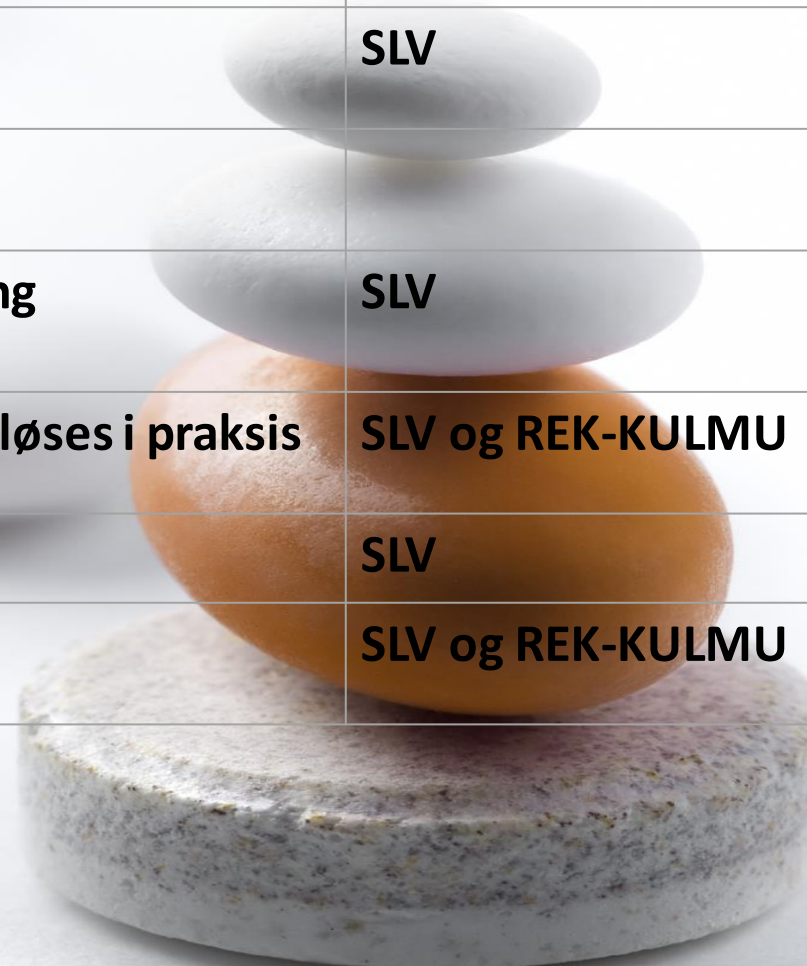 SLV
ng SLV
løses i praksis SLV og REK-KULMU
SLV
SLV og REK-KULMU